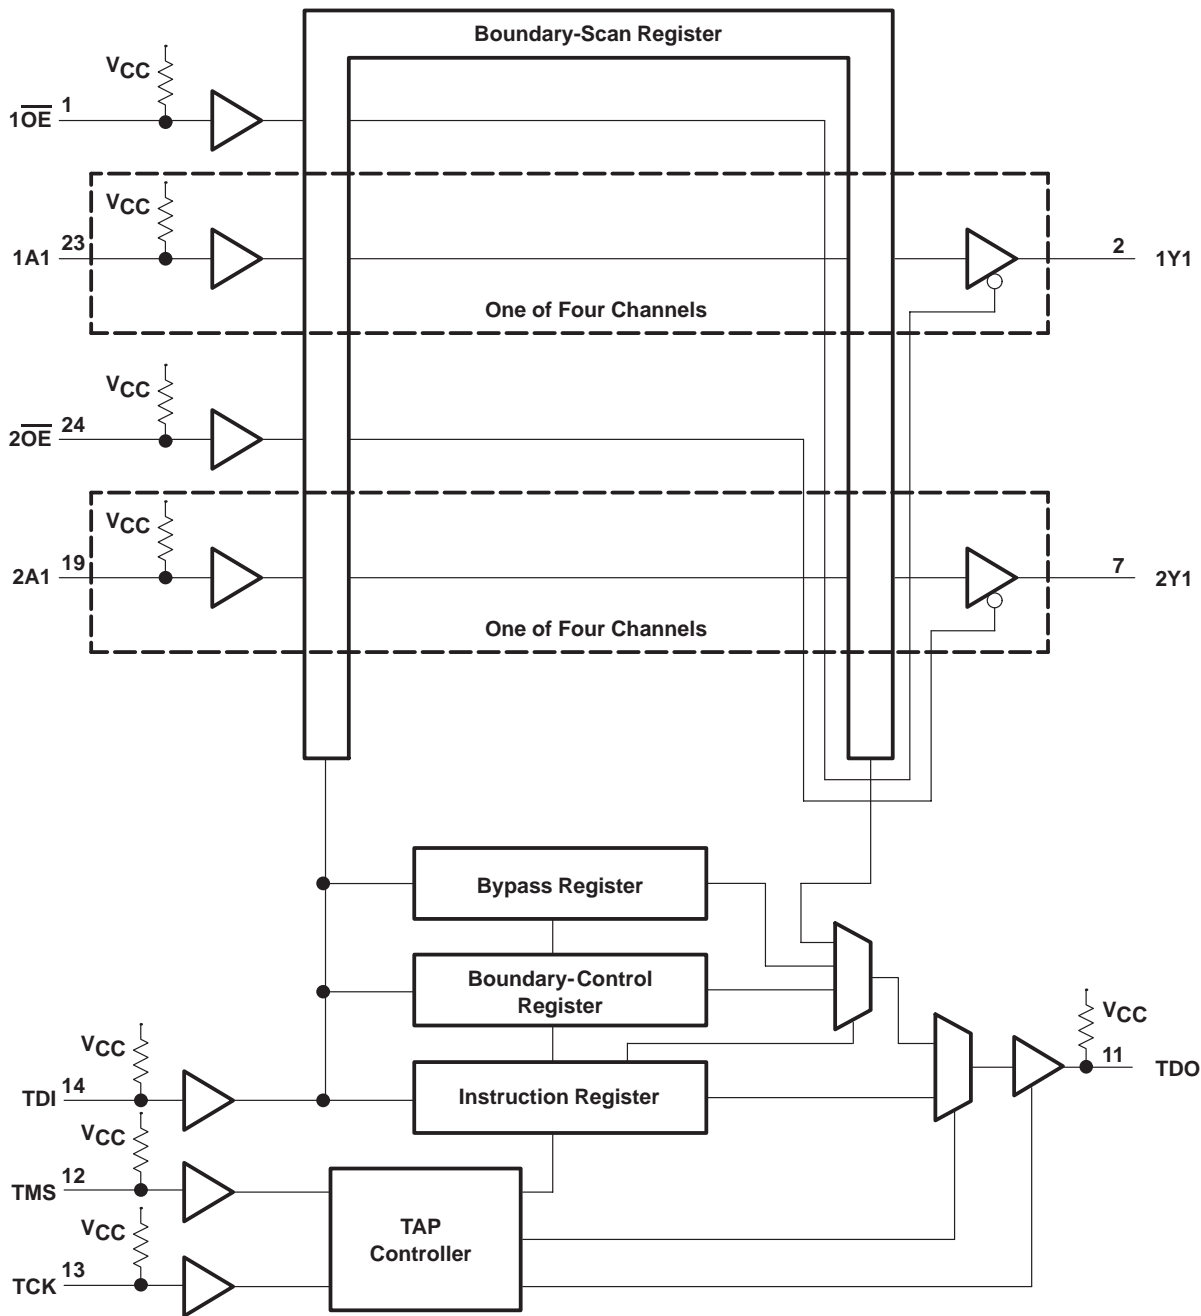 Boundary-Scan Register
VCC
1O̅E̅ 1
VCC
1A1 23
2 1Y1
One of Four Channels
VCC
2O̅E̅ 24
VCC
2A1 19
7 2Y1
One of Four Channels
Bypass Register
Boundary-Control
Register
VCC
VCC
11 TDO
TDI 14
Instruction Register
VCC
TMS 12
TAP
Controller
VCC
TCK 13